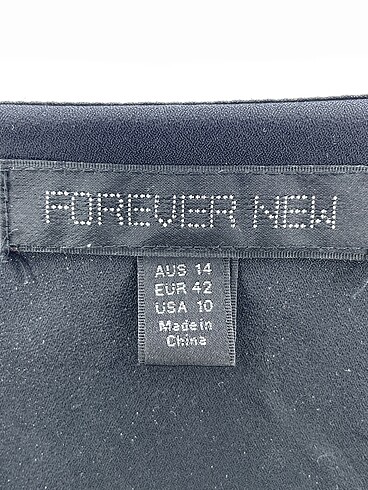 FOREVER NEW
AUS 14
EUR 42
USA 10
Made in
China